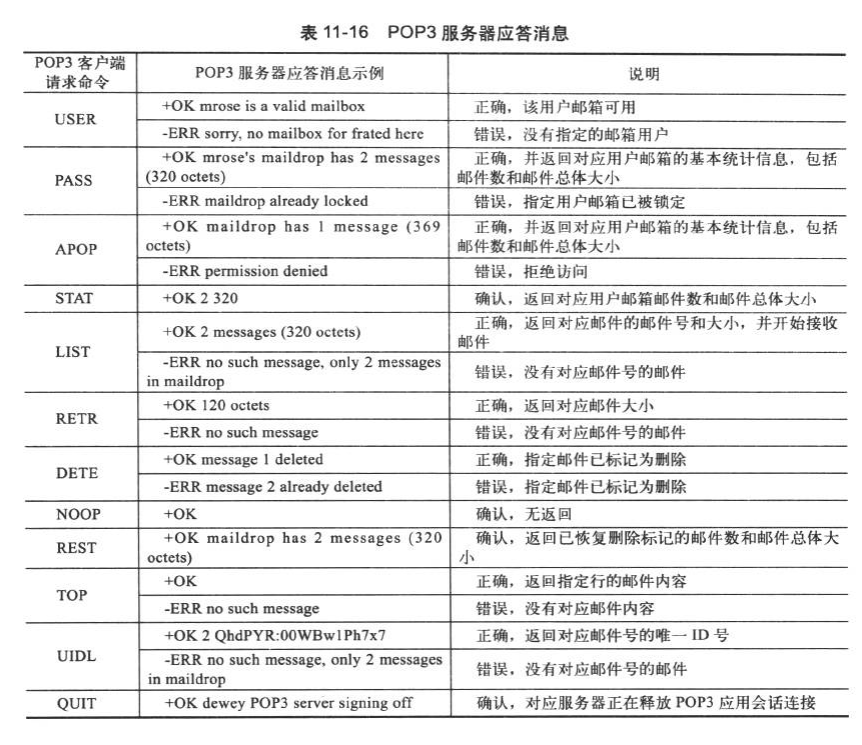 表 11-16 POP3 服务器应答消息
POP3 客户端
请求命令
POP3 服务器应答消息示例
说明
USER
+OK mrose is a valid mailbox
正确，该用户邮箱可用
-ERR sorry, no mailbox for frated here
错误，没有指定的邮箱用户
PASS
+OK mrose's maildrop has 2 messages
(320 octets)
正确，并返回对应用户邮箱的基本统计信息，包括
邮件数和邮件总体大小
-ERR maildrop already locked
错误，指定用户邮箱已被锁定
APOP
+OK maildrop has 1 message (369
octets)
正确，并返回对应用户邮箱的基本统计信息，包括
邮件数和邮件总体大小
-ERR permission denied
错误，拒绝访问
STAT
+OK 2 320
确认，返回对应用户邮箱邮件数和邮件总体大小
LIST
+OK 2 messages (320 octets)
正确，返回对应邮件的邮件号和大小，并开始接收
邮件
-ERR no such message, only 2 messages
in maildrop
错误，没有对应邮件号的邮件
RETR
+OK 120 octets
正确，返回对应邮件大小
-ERR no such message
错误，没有对应邮件号的邮件
DETE
+OK message 1 deleted
正确，指定邮件已标记为删除
-ERR message 2 already deleted
错误，指定邮件已标记为删除
NOOP
+OK
确认，无返回
REST
+OK maildrop has 2 messages (320
octets)
确认，返回已恢复删除标记的邮件数和邮件总体大
小
TOP
+OK
正确，返回指定行的邮件内容
-ERR no such message
错误，没有对应邮件内容
UIDL
+OK 2 QhdPYR:00WBw1Ph7x7
正确，返回对应邮件号的唯一 ID 号
-ERR no such message, only 2 messages
in maildrop
错误，没有对应邮件号的邮件
QUIT
+OK dewey POP3 server signing off
确认，对应服务器正在释放 POP3 应用会话连接